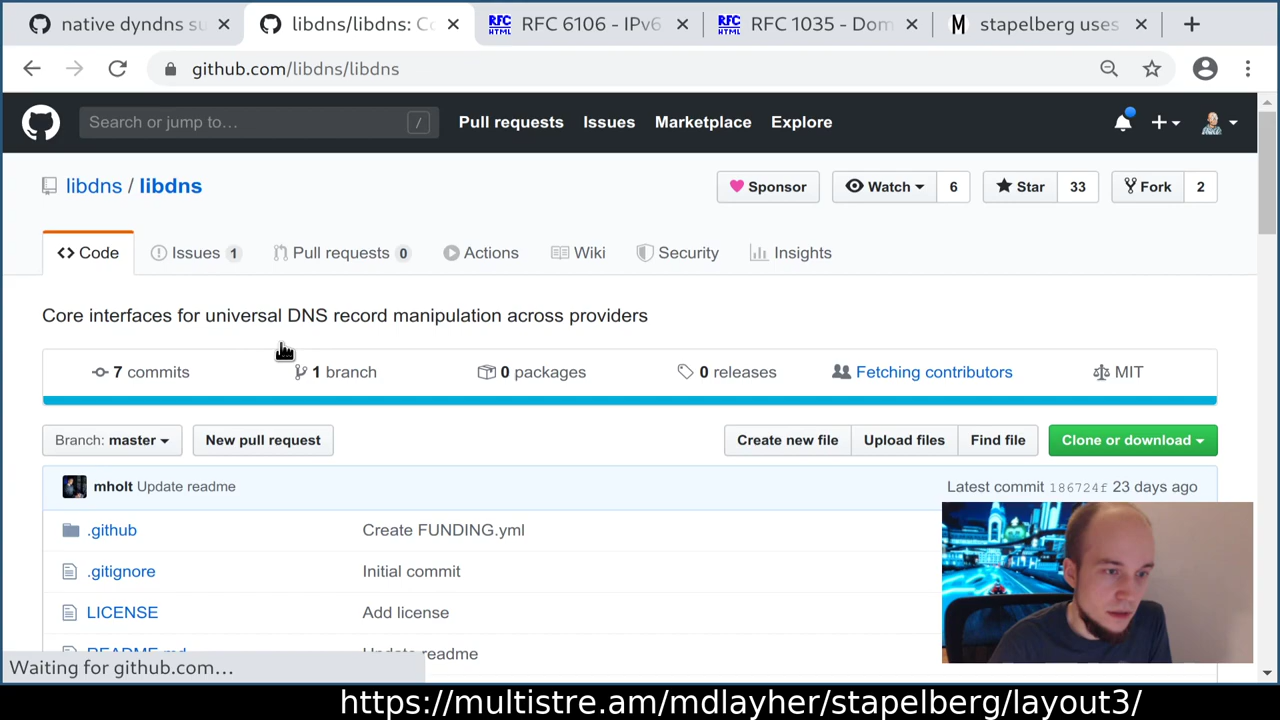 native dyndns su
libdns/libdns: Co
RFC 6106 - IPv6
RFC 1035 - Dom
stapelberg uses
github.com/libdns/libdns
Search or jump to…
/
Pull requests
Issues
Marketplace
Explore
libdns / libdns
Sponsor
Watch 6
Star 33
Fork 2
Code
Issues 1
Pull requests 0
Actions
Wiki
Security
Insights
Core interfaces for universal DNS record manipulation across providers
7 commits
1 branch
0 packages
0 releases
Fetching contributors
MIT
Branch: master
New pull request
Create new file
Upload files
Find file
Clone or download
mholt Update readme
Latest commit 186724f 23 days ago
.github
Create FUNDING.yml
.gitignore
Initial commit
LICENSE
Add license
README.md
Update readme
Waiting for github.com…
https://multistre.am/mdlayher/stapelberg/layout3/